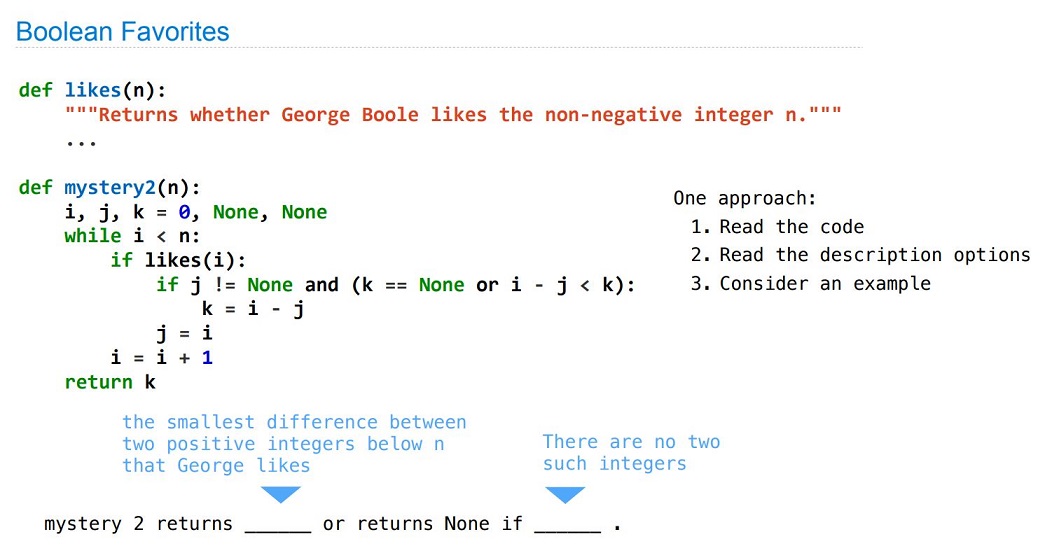 Boolean Favorites
def likes(n):
    """Returns whether George Boole likes the non-negative integer n."""
    ...
def mystery2(n):
    i, j, k = 0, None, None
    while i < n:
        if likes(i):
            if j != None and (k == None or i - j < k):
                k = i - j
            j = i
        i = i + 1
    return k
One approach:
1. Read the code
2. Read the description options
3. Consider an example
the smallest difference between
two positive integers below n
that George likes
There are no two
such integers
mystery 2 returns ______ or returns None if ______ .